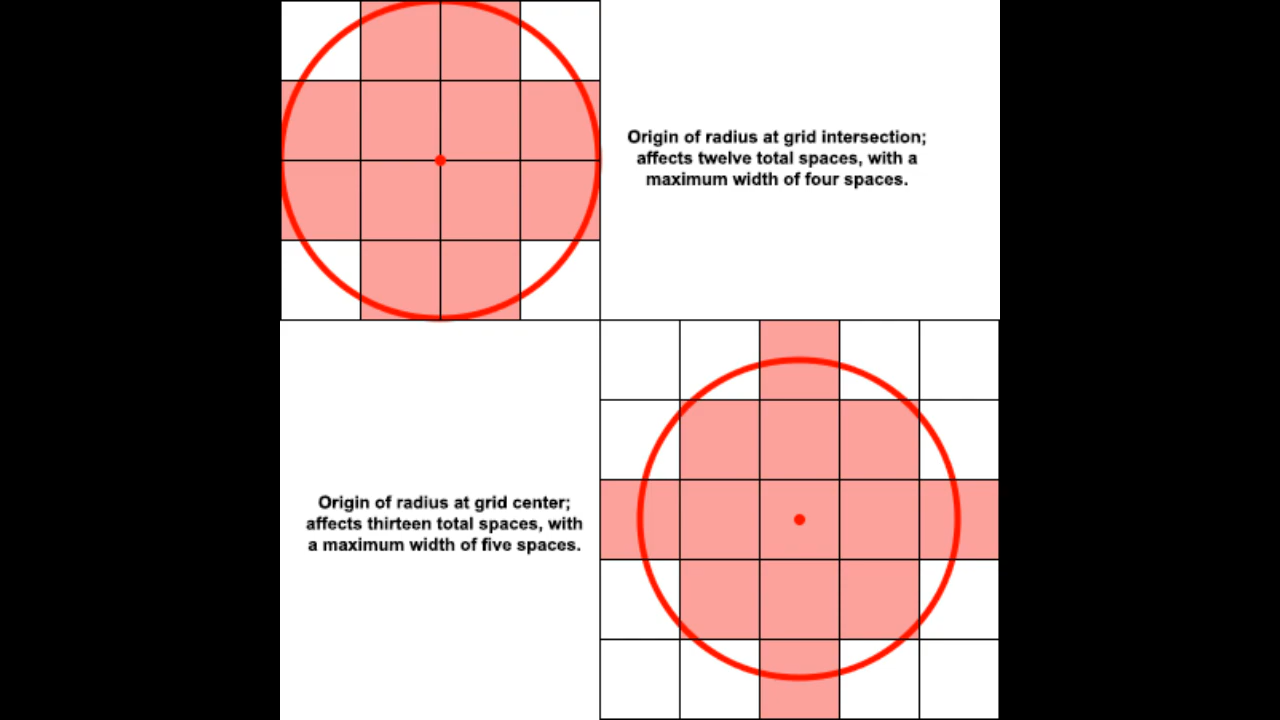 Origin of radius at grid intersection;
affects twelve total spaces, with a
maximum width of four spaces.
Origin of radius at grid center;
affects thirteen total spaces, with
a maximum width of five spaces.